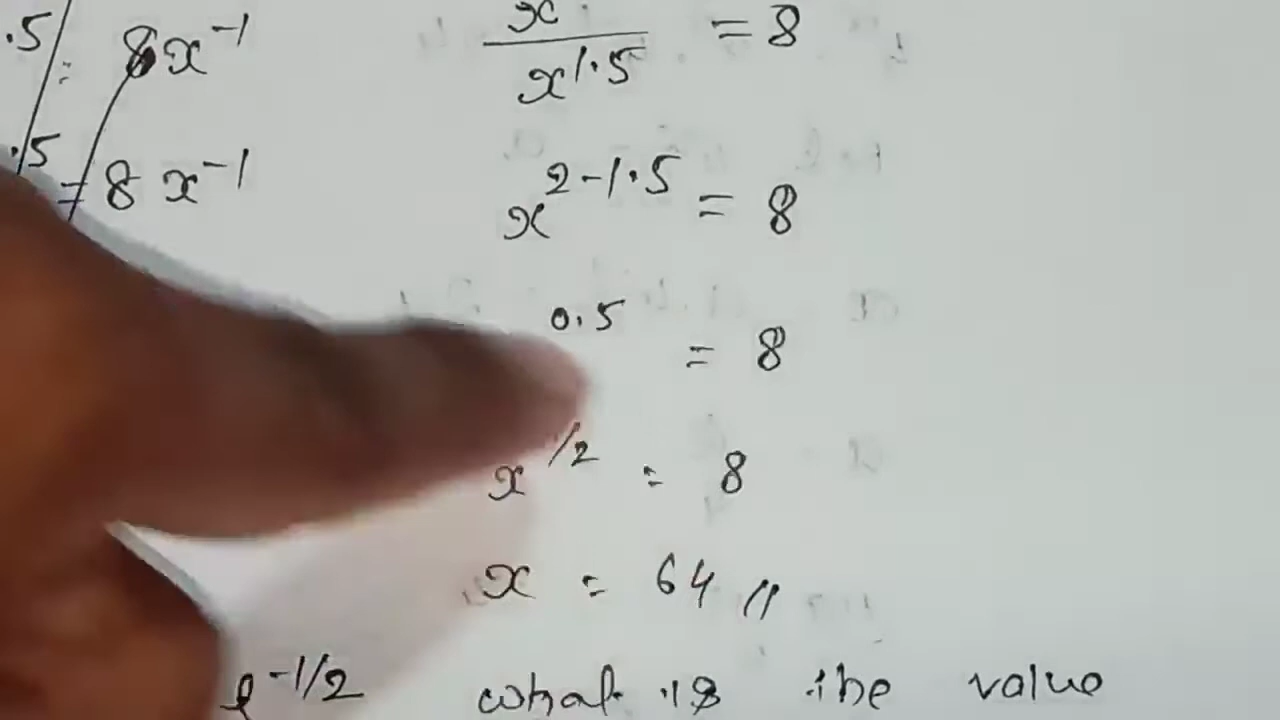 .5 = 8x⁻¹
.5 = 8x⁻¹
x / x^1.5 = 8
x^2-1.5 = 8
0.5 = 8
x^1/2 = 8
x = 64 //
^-1/2 what is the value